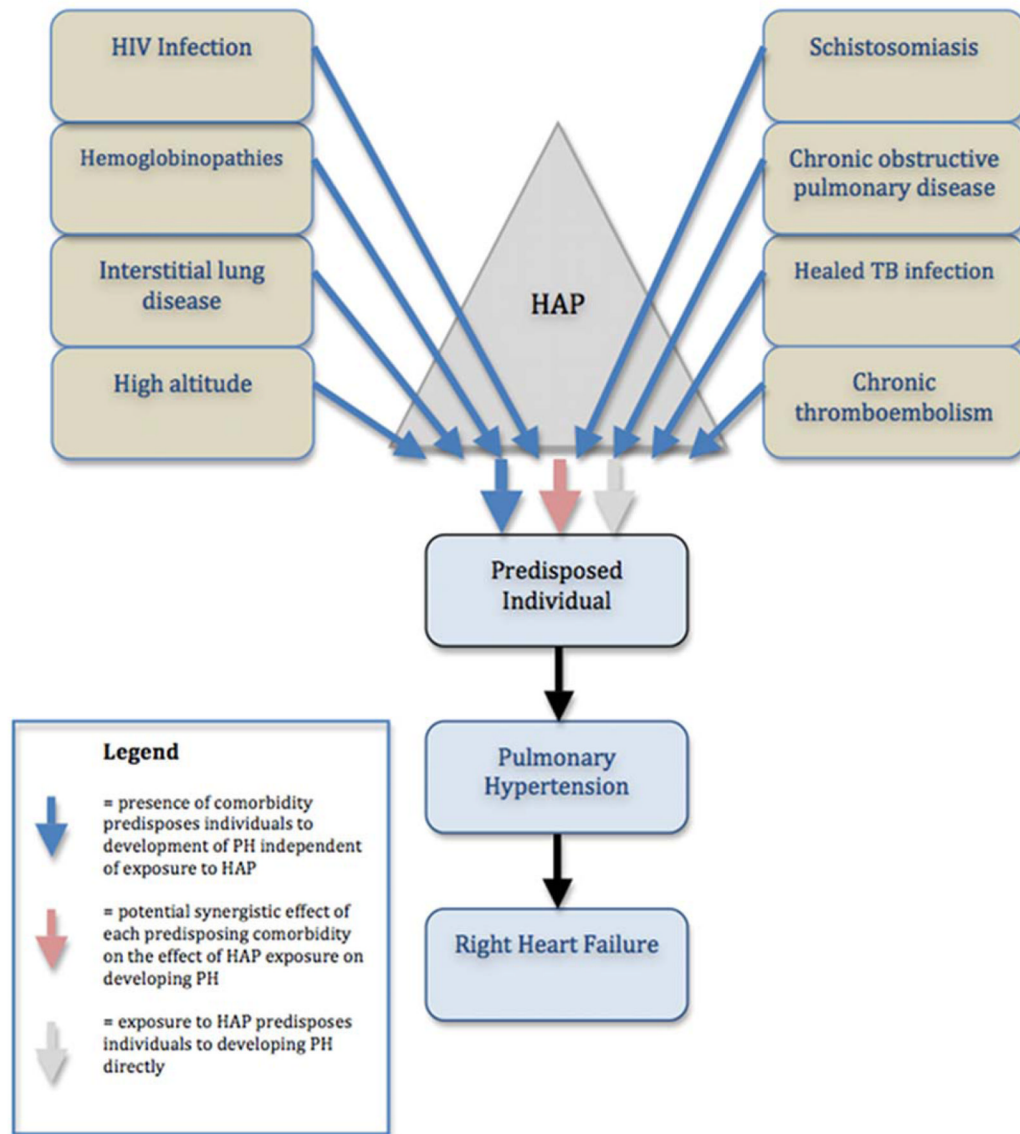 HIV Infection
Hemoglobinopathies
Interstitial lung
disease
High altitude
HAP
Schistosomiasis
Chronic obstructive
pulmonary disease
Healed TB infection
Chronic
thromboembolism
Predisposed
Individual
Pulmonary
Hypertension
Right Heart Failure
Legend
= presence of comorbidity
predisposes individuals to
development of PH independent
of exposure to HAP
= potential synergistic effect of
each predisposing comorbidity
on the effect of HAP exposure on
developing PH
= exposure to HAP predisposes
individuals to developing PH
directly